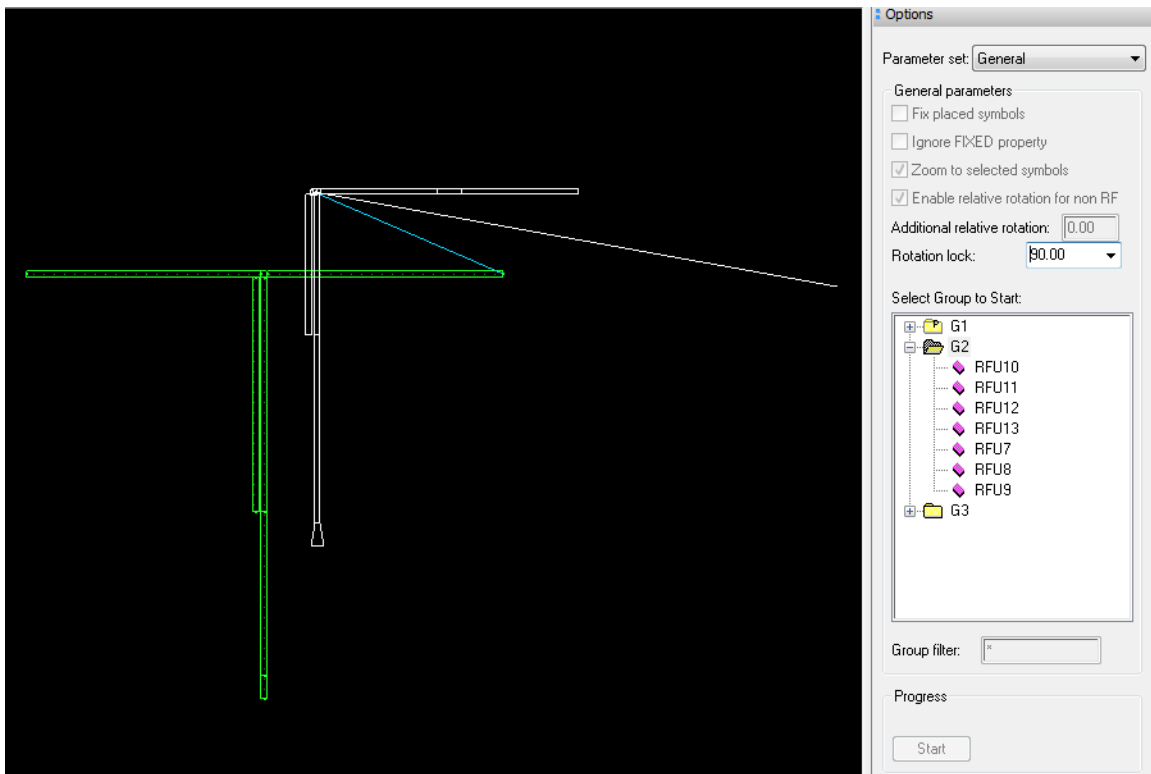 Options
Parameter set: General
General parameters
Fix placed symbols
Ignore FIXED property
Zoom to selected symbols
Enable relative rotation for non RF
Additional relative rotation: 0.00
Rotation lock: 90.00
Select Group to Start:
P G1
G2
RFU10
RFU11
RFU12
RFU13
RFU7
RFU8
RFU9
G3
Group filter: *
Progress
Start